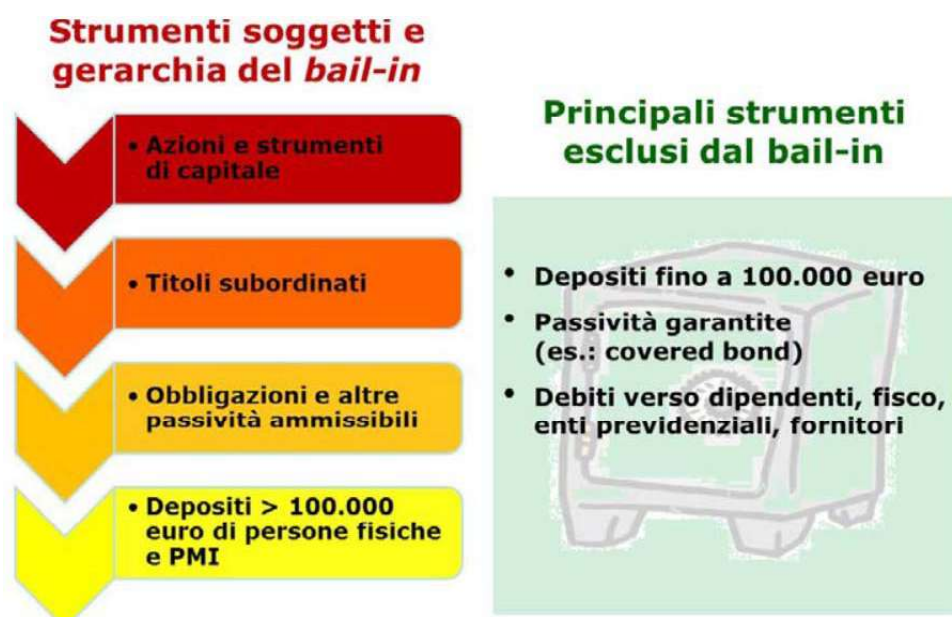 Strumenti soggetti e
gerarchia del bail-in
• Azioni e strumenti
di capitale
• Titoli subordinati
• Obbligazioni e altre
passività ammissibili
• Depositi > 100.000
euro di persone fisiche
e PMI
Principali strumenti
esclusi dal bail-in
• Depositi fino a 100.000 euro
• Passività garantite
(es.: covered bond)
• Debiti verso dipendenti, fisco,
enti previdenziali, fornitori